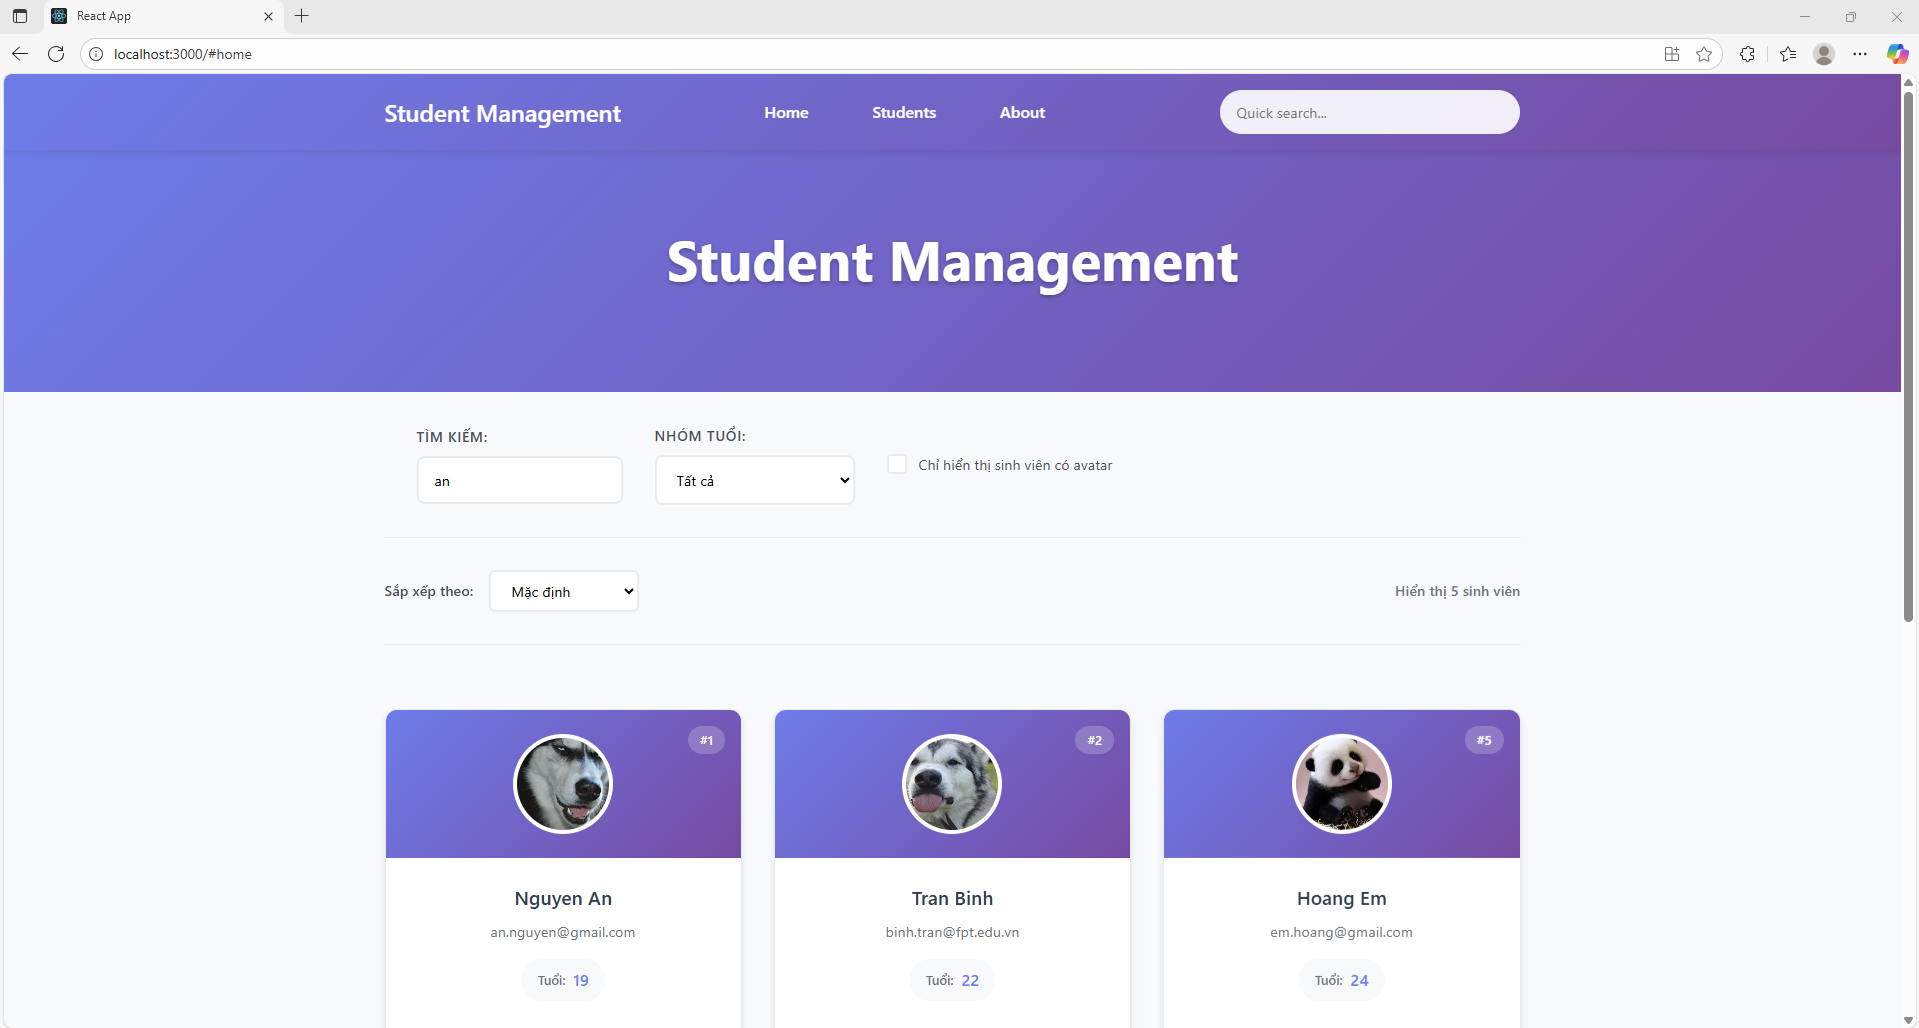 React App
localhost:3000/#home
Student Management
Home
Students
About
Quick search...
Student Management
TÌM KIẾM:
an
NHÓM TUỔI:
Tất cả
Chỉ hiển thị sinh viên có avatar
Sắp xếp theo:
Mặc định
Hiển thị 5 sinh viên
#1
Nguyen An
an.nguyen@gmail.com
Tuổi: 19
#2
Tran Binh
binh.tran@fpt.edu.vn
Tuổi: 22
#5
Hoang Em
em.hoang@gmail.com
Tuổi: 24